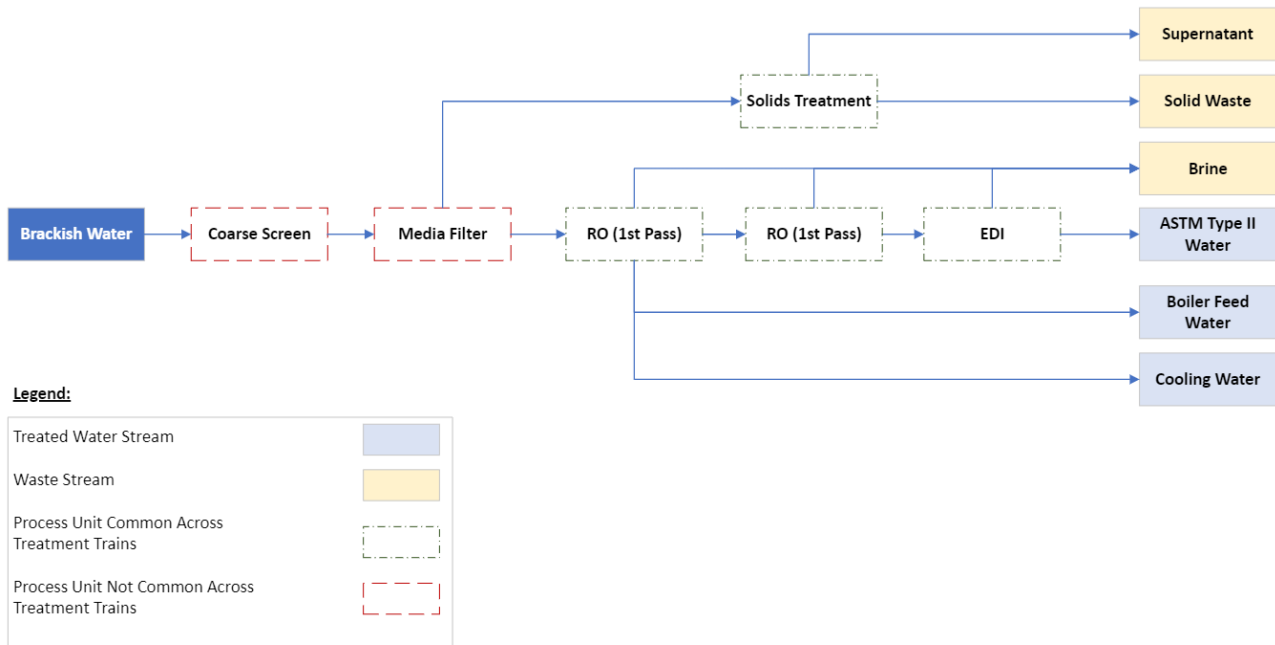 Supernatant
Solids Treatment
Solid Waste
Brine
Brackish Water
Coarse Screen
Media Filter
RO (1st Pass)
RO (1st Pass)
EDI
ASTM Type II
Water
Boiler Feed
Water
Cooling Water
Legend:
Treated Water Stream
Waste Stream
Process Unit Common Across
Treatment Trains
Process Unit Not Common Across
Treatment Trains